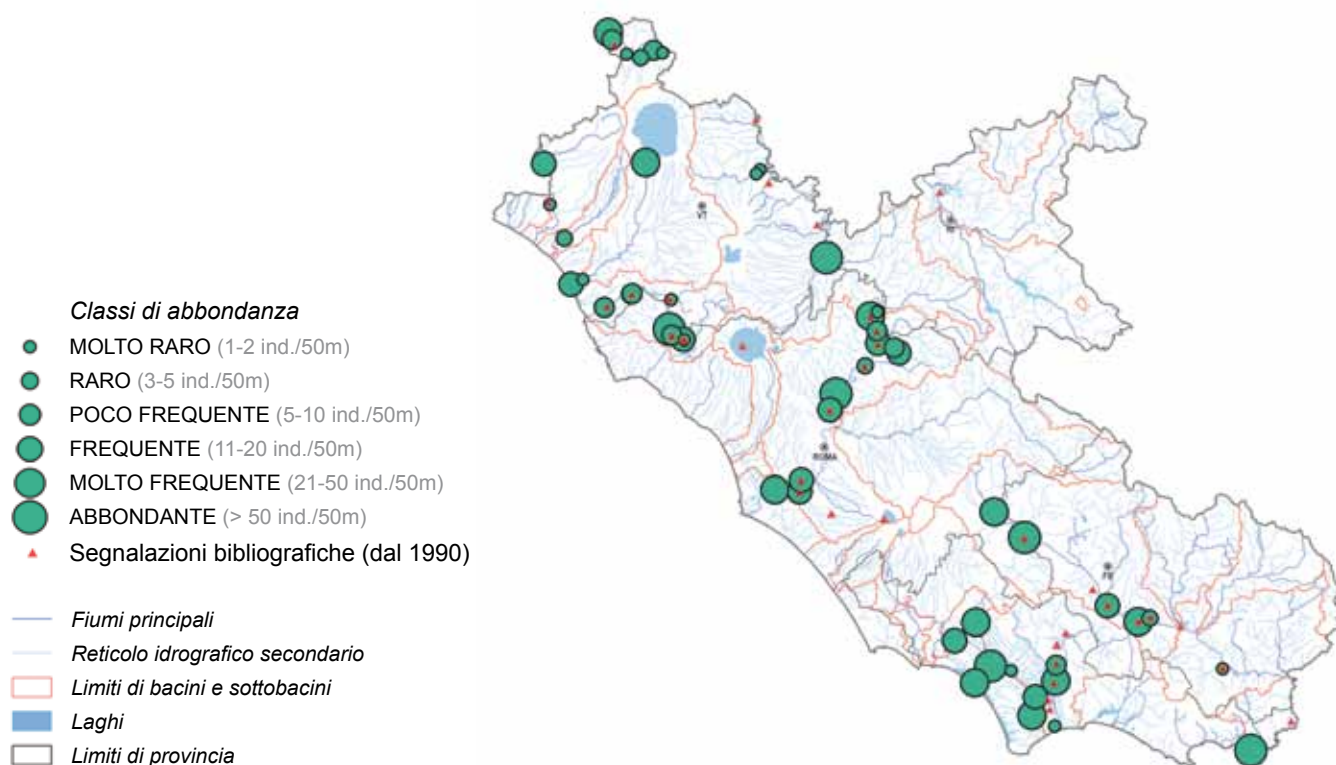 Classi di abbondanza
MOLTO RARO (1-2 ind./50m)
RARO (3-5 ind./50m)
POCO FREQUENTE (5-10 ind./50m)
FREQUENTE (11-20 ind./50m)
MOLTO FREQUENTE (21-50 ind./50m)
ABBONDANTE (> 50 ind./50m)
Segnalazioni bibliografiche (dal 1990)
Fiumi principali
Reticolo idrografico secondario
Limiti di bacini e sottobacini
Laghi
Limiti di provincia
VT
ROMA
FR